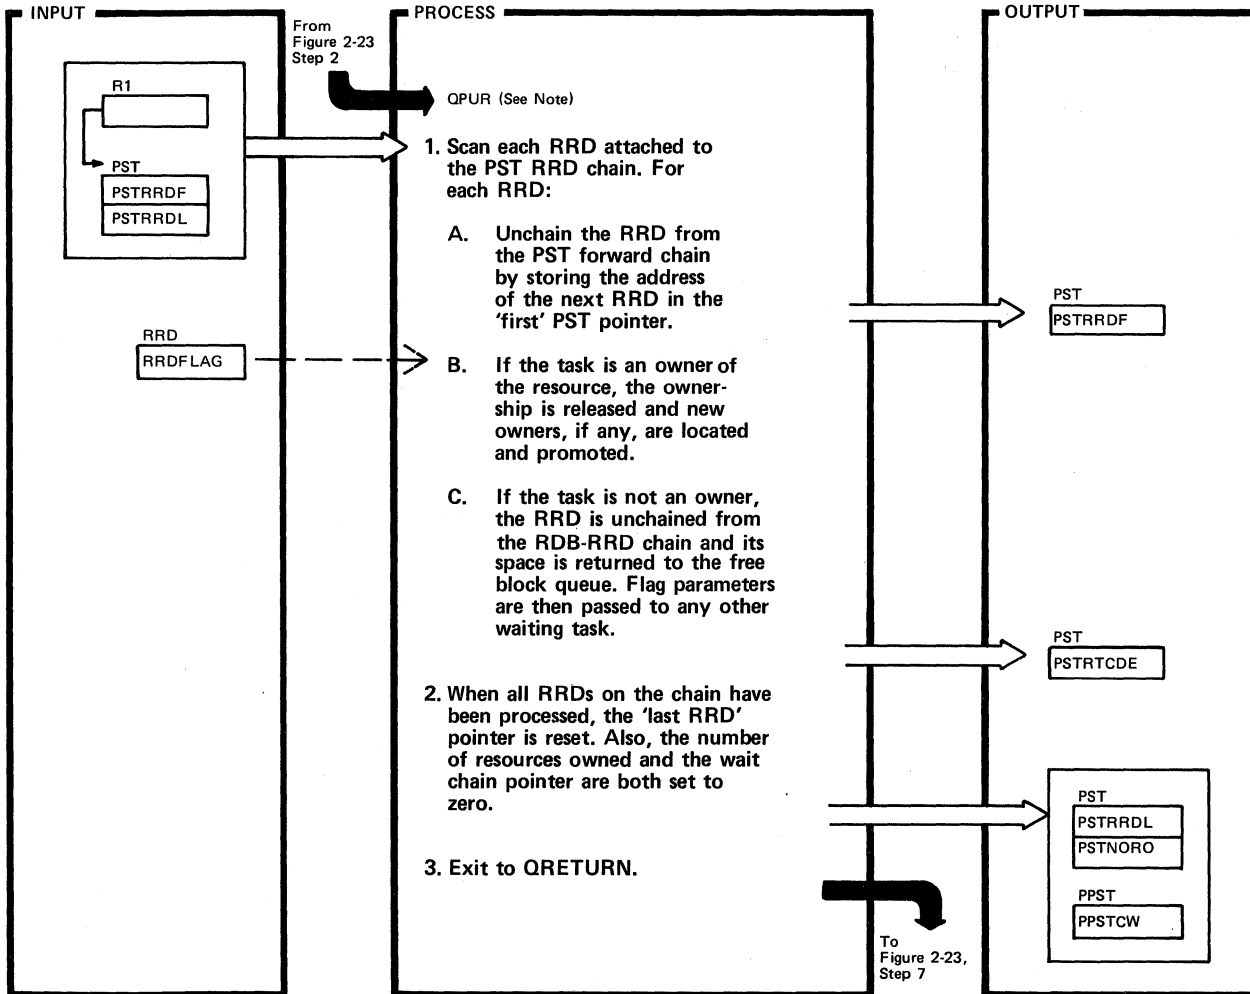 INPUT
PROCESS
OUTPUT
From
Figure 2-23
Step 2
R1
PST
PSTRRDF
PSTRRDL
RRD
RRDFLAG
QPUR (See Note)
1. Scan each RRD attached to
the PST RRD chain. For
each RRD:
A. Unchain the RRD from
the PST forward chain
by storing the address
of the next RRD in the
'first' PST pointer.
B. If the task is an owner of
the resource, the owner-
ship is released and new
owners, if any, are located
and promoted.
C. If the task is not an owner,
the RRD is unchained from
the RDB-RRD chain and its
space is returned to the free
block queue. Flag parameters
are then passed to any other
waiting task.
2. When all RRDs on the chain have
been processed, the 'last RRD'
pointer is reset. Also, the number
of resources owned and the wait
chain pointer are both set to
zero.
3. Exit to QRETURN.
To
Figure 2-23,
Step 7
PST
PSTRRDF
PST
PSTRTCDE
PST
PSTRRDL
PSTNORO
PPST
PPSTCW